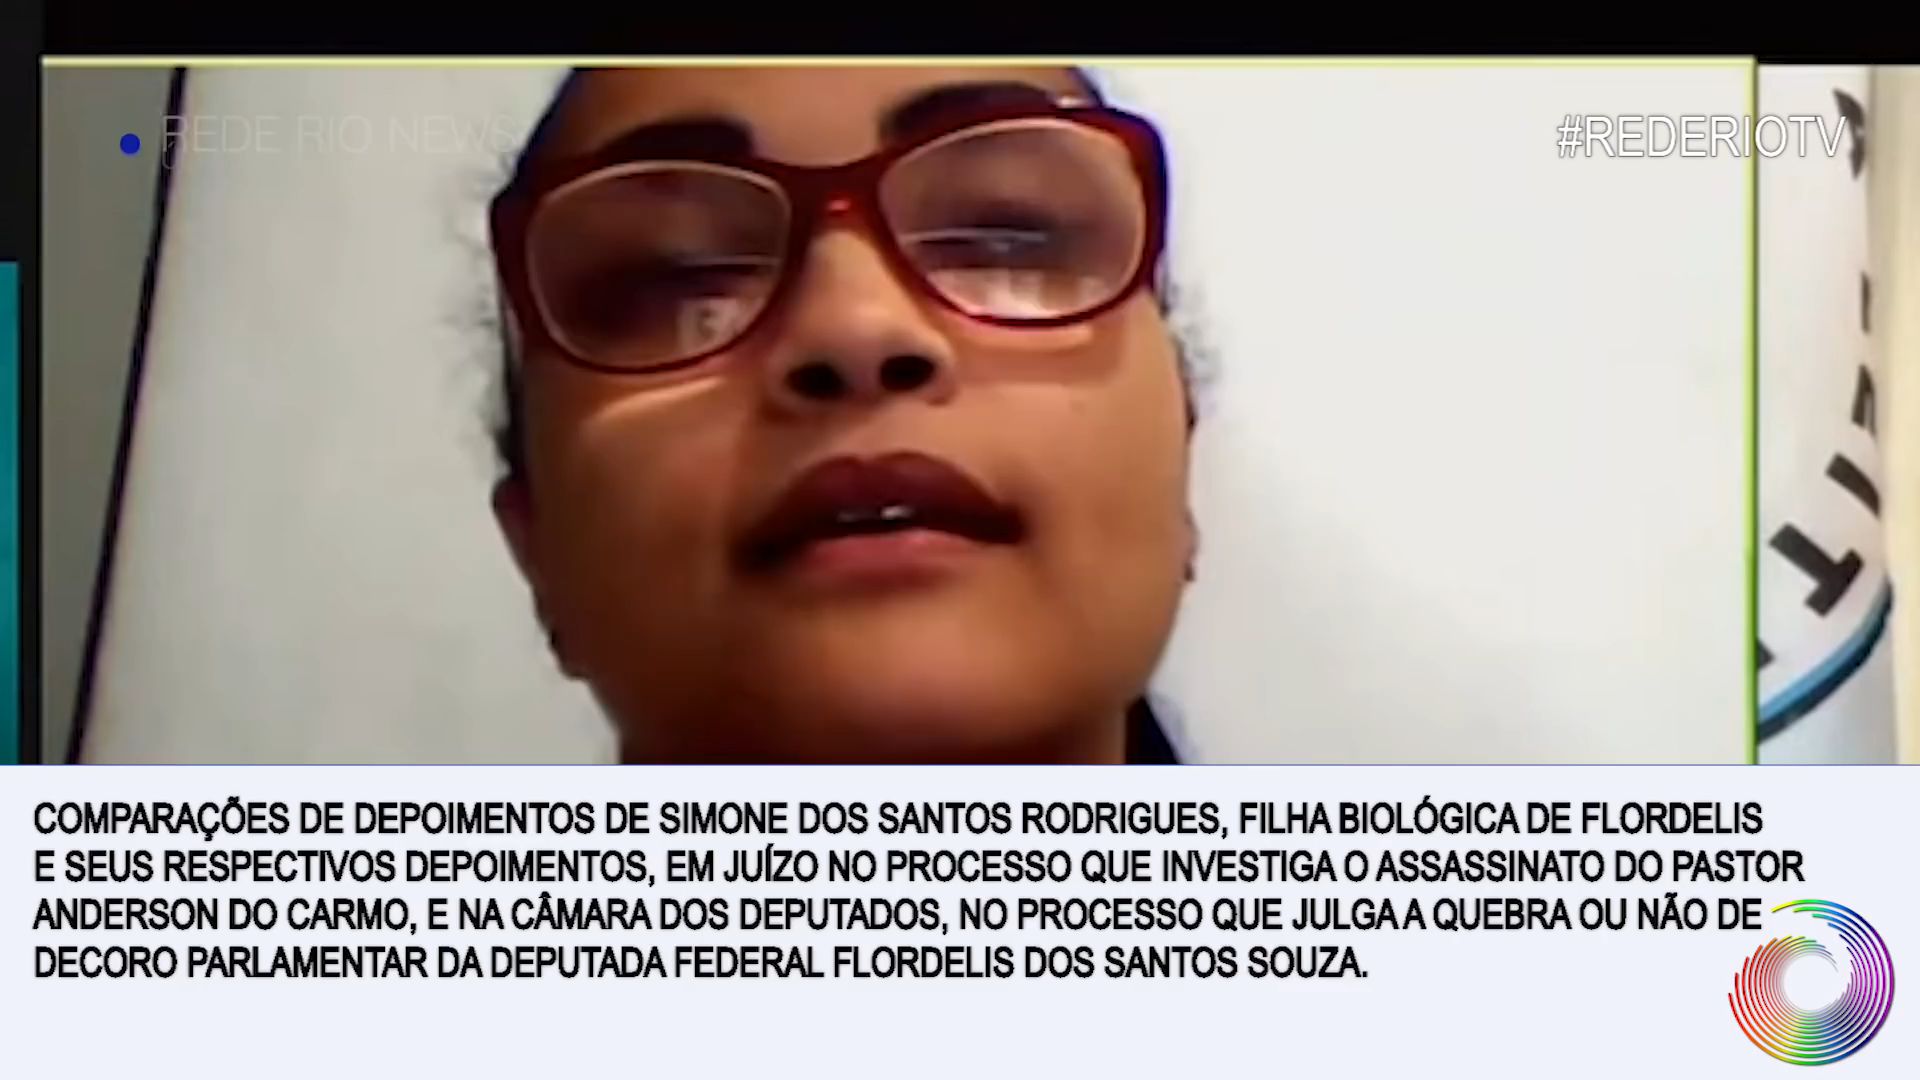 REDE RIO NEWS
#REDERIOTV
COMPARAÇÕES DE DEPOIMENTOS DE SIMONE DOS SANTOS RODRIGUES, FILHA BIOLÓGICA DE FLORDELIS
E SEUS RESPECTIVOS DEPOIMENTOS, EM JUÍZO NO PROCESSO QUE INVESTIGA O ASSASSINATO DO PASTOR
ANDERSON DO CARMO, E NA CÂMARA DOS DEPUTADOS, NO PROCESSO QUE JULGA A QUEBRA OU NÃO DE
DECORO PARLAMENTAR DA DEPUTADA FEDERAL FLORDELIS DOS SANTOS SOUZA.